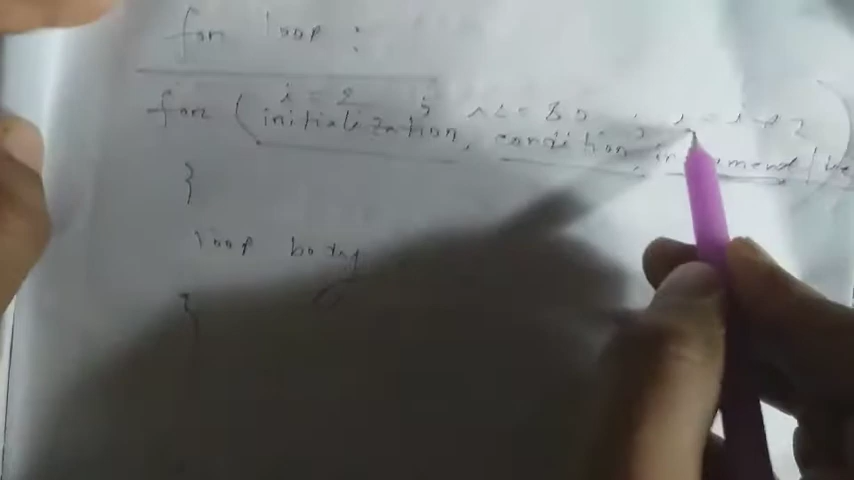 for loop :
i = 2 ; i <= 80 ; i = i + 2
for ( initialization, condition, increment /
}
loop body
}